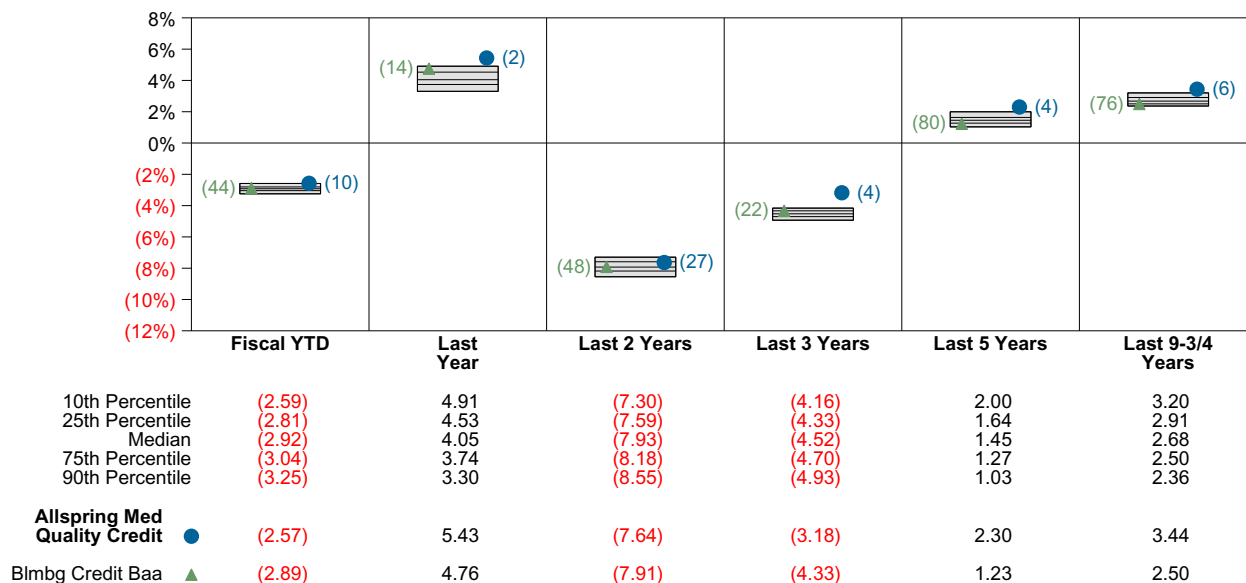 8%
6%
4%
2%
0%
(2%)
(4%)
(6%)
(8%)
(10%)
(12%)
(44) (10)
(14) (2)
(48) (27)
(22) (4)
(80) (4)
(76) (6)
Fiscal YTD Last Year Last 2 Years Last 3 Years Last 5 Years Last 9-3/4 Years
10th Percentile (2.59) 4.91 (7.30) (4.16) 2.00 3.20
25th Percentile (2.81) 4.53 (7.59) (4.33) 1.64 2.91
Median (2.92) 4.05 (7.93) (4.52) 1.45 2.68
75th Percentile (3.04) 3.74 (8.18) (4.70) 1.27 2.50
90th Percentile (3.25) 3.30 (8.55) (4.93) 1.03 2.36
Allspring Med
Quality Credit (2.57) 5.43 (7.64) (3.18) 2.30 3.44
Blmbg Credit Baa (2.89) 4.76 (7.91) (4.33) 1.23 2.50